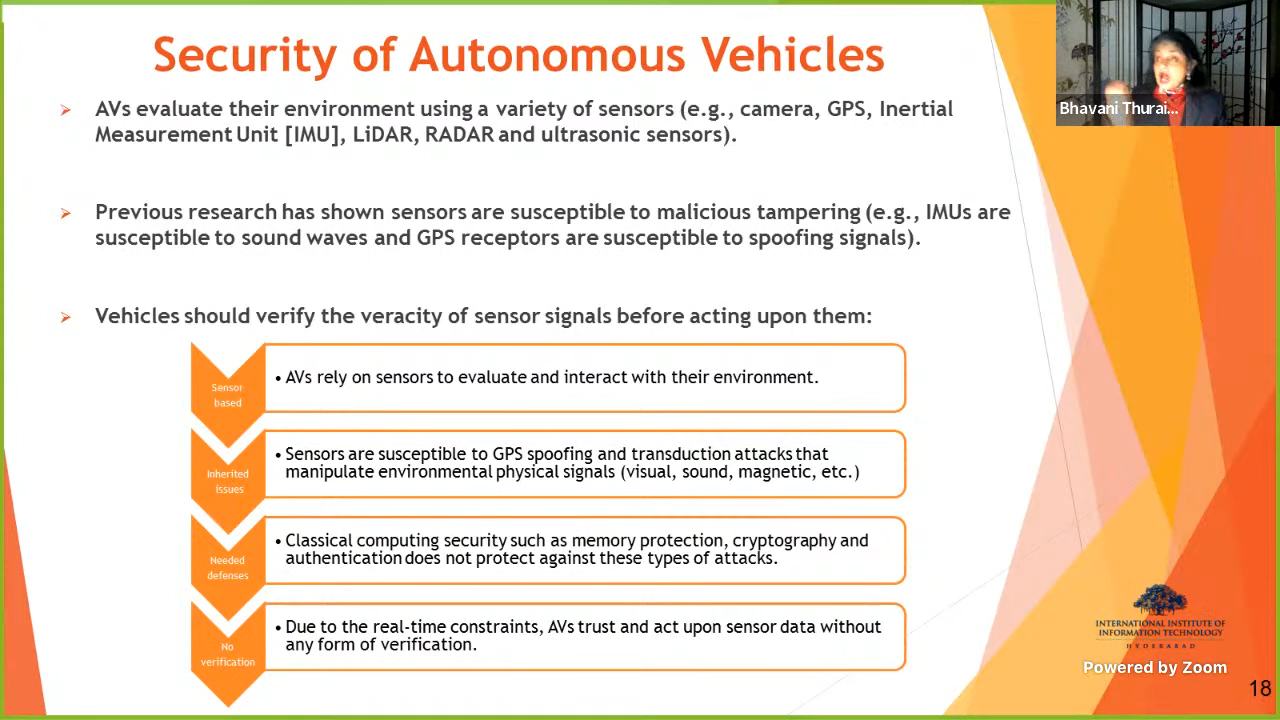 Security of Autonomous Vehicles
AVs evaluate their environment using a variety of sensors (e.g., camera, GPS, Inertial
Measurement Unit [IMU], LiDAR, RADAR and ultrasonic sensors).
Previous research has shown sensors are susceptible to malicious tampering (e.g., IMUs are
susceptible to sound waves and GPS receptors are susceptible to spoofing signals).
Vehicles should verify the veracity of sensor signals before acting upon them:
Sensor
based
• AVs rely on sensors to evaluate and interact with their environment.
Inherited
issues
• Sensors are susceptible to GPS spoofing and transduction attacks that
manipulate environmental physical signals (visual, sound, magnetic, etc.)
Needed
defenses
• Classical computing security such as memory protection, cryptography and
authentication does not protect against these types of attacks.
No
verification
• Due to the real-time constraints, AVs trust and act upon sensor data without
any form of verification.
Bhavani Thurai...
INTERNATIONAL INSTITUTE OF
INFORMATION TECHNOLOGY
HYDERABAD
Powered by Zoom
18